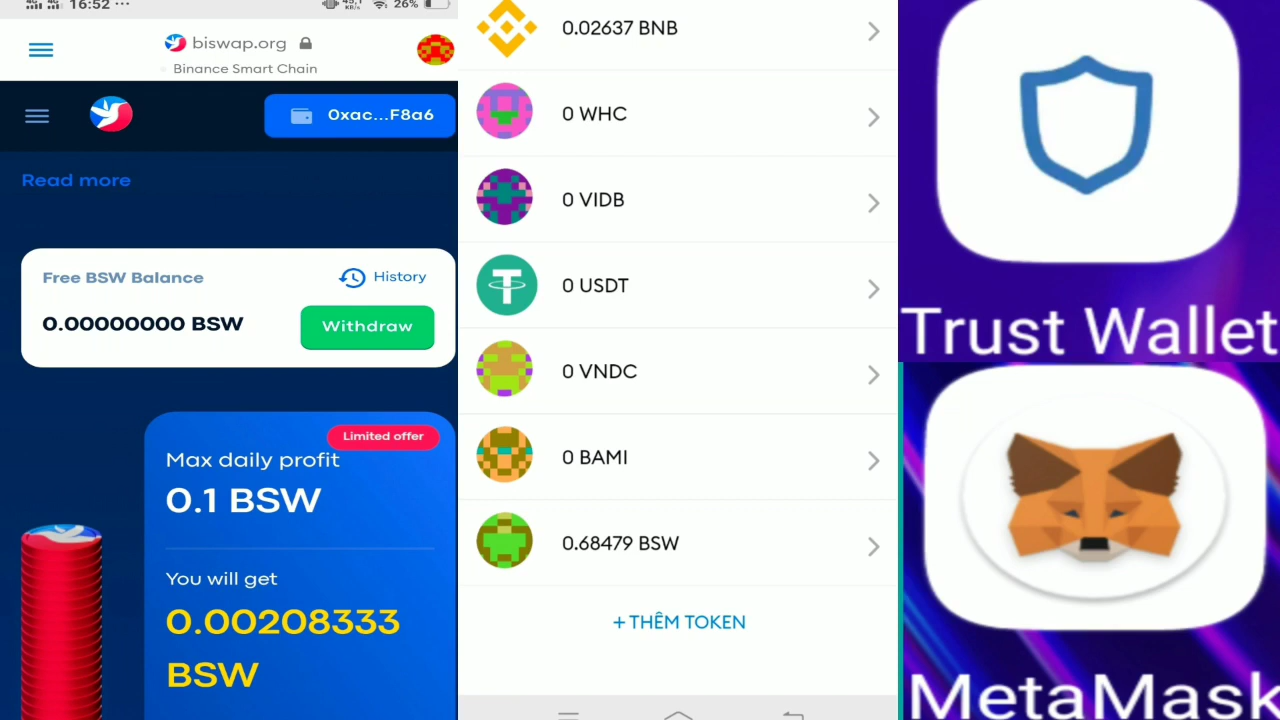 16:52 ...
26%
biswap.org
Binance Smart Chain
0xac...F8a6
Read more
Free BSW Balance
History
0.00000000 BSW
Withdraw
Limited offer
Max daily profit
0.1 BSW
You will get
0.00208333
BSW
0.02637 BNB
0 WHC
0 VIDB
0 USDT
0 VNDC
0 BAMI
0.68479 BSW
+ THÊM TOKEN
Trust Wallet
MetaMask